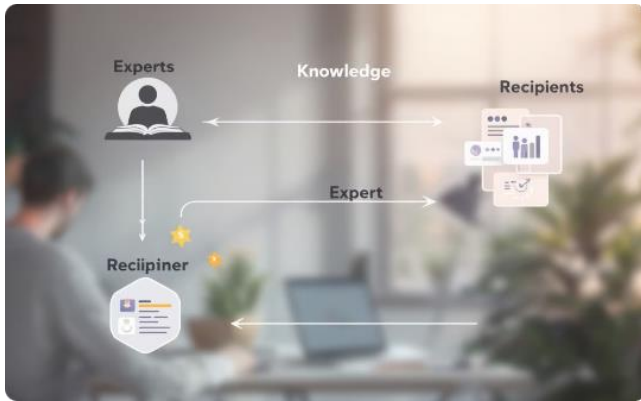 Experts
Knowledge
Recipients
Expert
Reciipiner